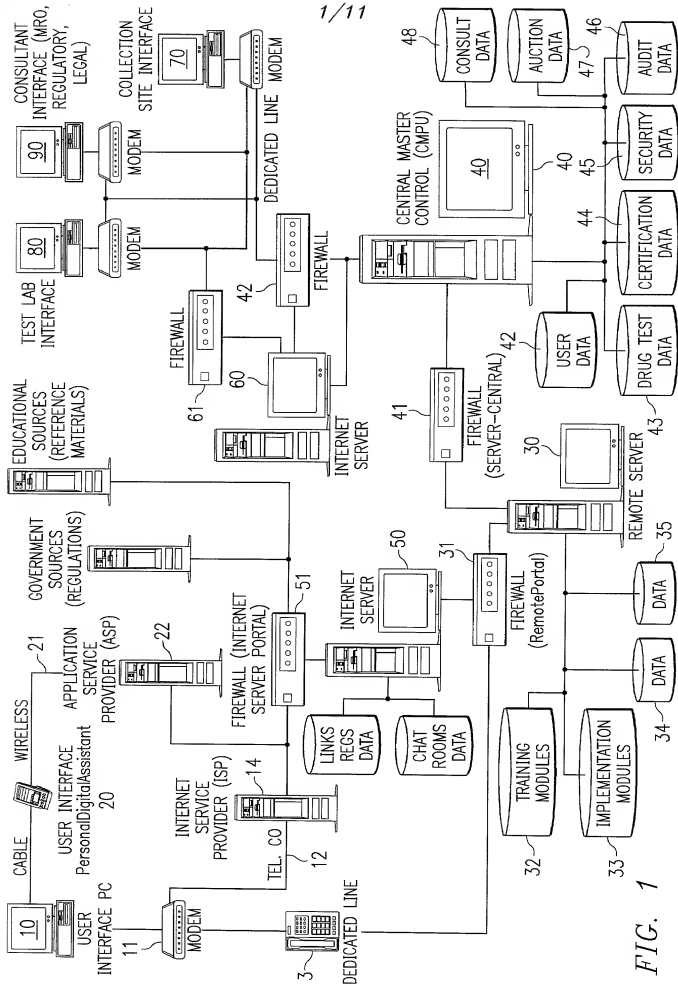 1/11
CONSULTANT
INTERFACE (MRO,
REGULATORY,
LEGAL)
90
MODEM
COLLECTION
SITE INTERFACE
70
MODEM
TEST LAB
INTERFACE
80
MODEM
DEDICATED LINE
FIREWALL
61
42
FIREWALL
60
INTERNET
SERVER
48
CONSULT
DATA
AUCTION
DATA
47
46
AUDIT
DATA
CENTRAL MASTER
CONTROL (CMPU)
40
40
SECURITY
DATA
45
44
CERTIFICATION
DATA
42
USER
DATA
DRUG TEST
DATA
43
41
FIREWALL
(SERVER-CENTRAL)
30
REMOTE SERVER
EDUCATIONAL
SOURCES
(REFERENCE
MATERIALS)
GOVERNMENT
SOURCES
(REGULATIONS)
21
WIRELESS
APPLICATION
SERVICE
PROVIDER (ASP)
22
CABLE
USER INTERFACE
PersonalDigitalAssistant
20
10
USER
INTERFACE PC
11
MODEM
INTERNET
SERVICE
PROVIDER (ISP)
14
TEL. CO
12
3
DEDICATED LINE
FIREWALL (INTERNET
SERVER PORTAL)
51
INTERNET
SERVER
50
LINKS
REGS
DATA
CHAT
ROOMS
DATA
31
FIREWALL
(RemotePortal)
TRAINING
MODULES
32
IMPLEMENTATION
MODULES
33
DATA
34
DATA
35
FIG. 1